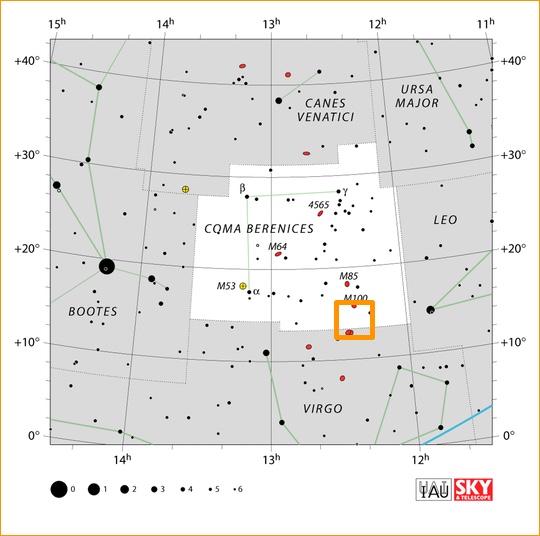 15h 14h 13h 12h 11h
+40° +40°
URSA
MAJOR
CANES
VENATICI
+30° +30°
β γ
4565
LEO
COMA BERENICES
M64
+20° +20°
M85
M53 α
M100
BOOTES
+10° +10°
VIRGO
0° 0°
14h 13h 12h
0 1 2 3 4 5 6
IAU
SKY
& TELESCOPE